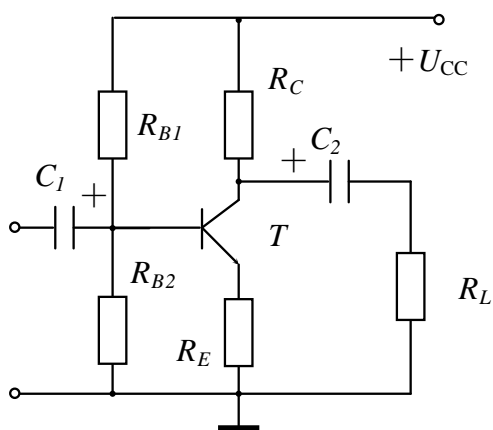 +U_CC
R_C
R_B1
C_1
+
+
C_2
T
R_B2
R_L
R_E